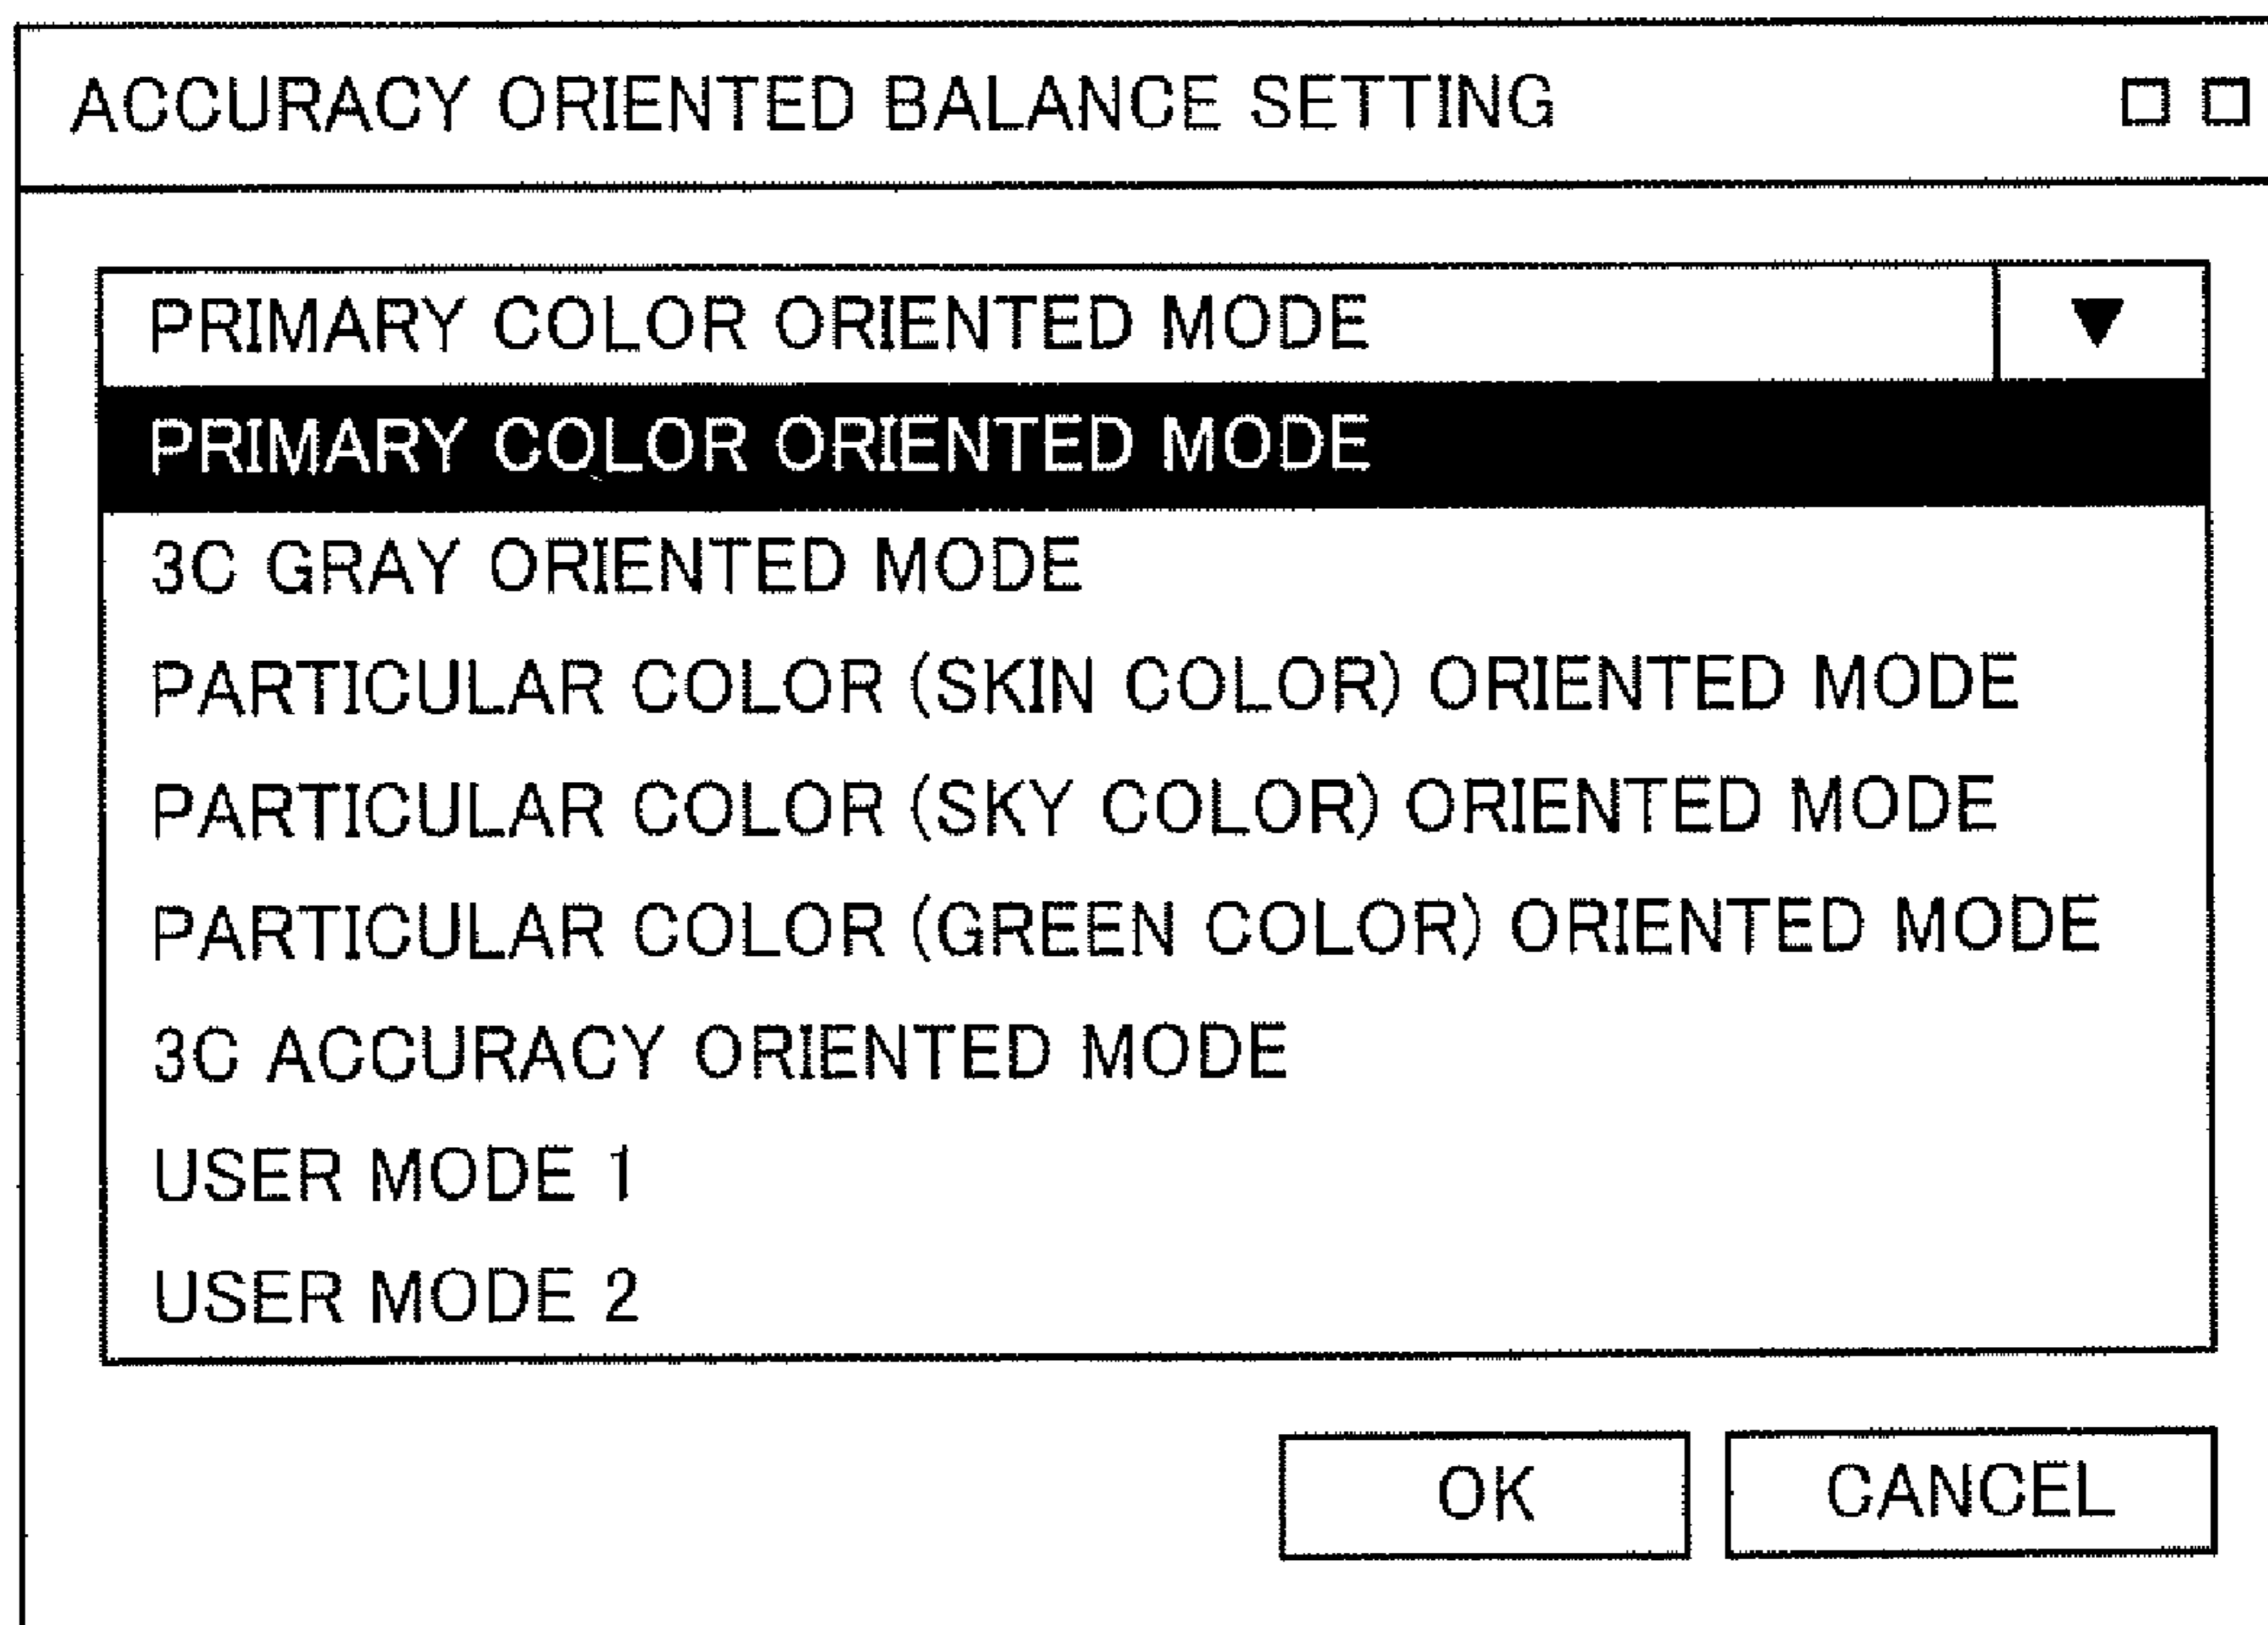 ACCURACY ORIENTED BALANCE SETTING
PRIMARY COLOR ORIENTED MODE
PRIMARY COLOR ORIENTED MODE
3C GRAY ORIENTED MODE
PARTICULAR COLOR (SKIN COLOR) ORIENTED MODE
PARTICULAR COLOR (SKY COLOR) ORIENTED MODE
PARTICULAR COLOR (GREEN COLOR) ORIENTED MODE
3C ACCURACY ORIENTED MODE
USER MODE 1
USER MODE 2
OK CANCEL